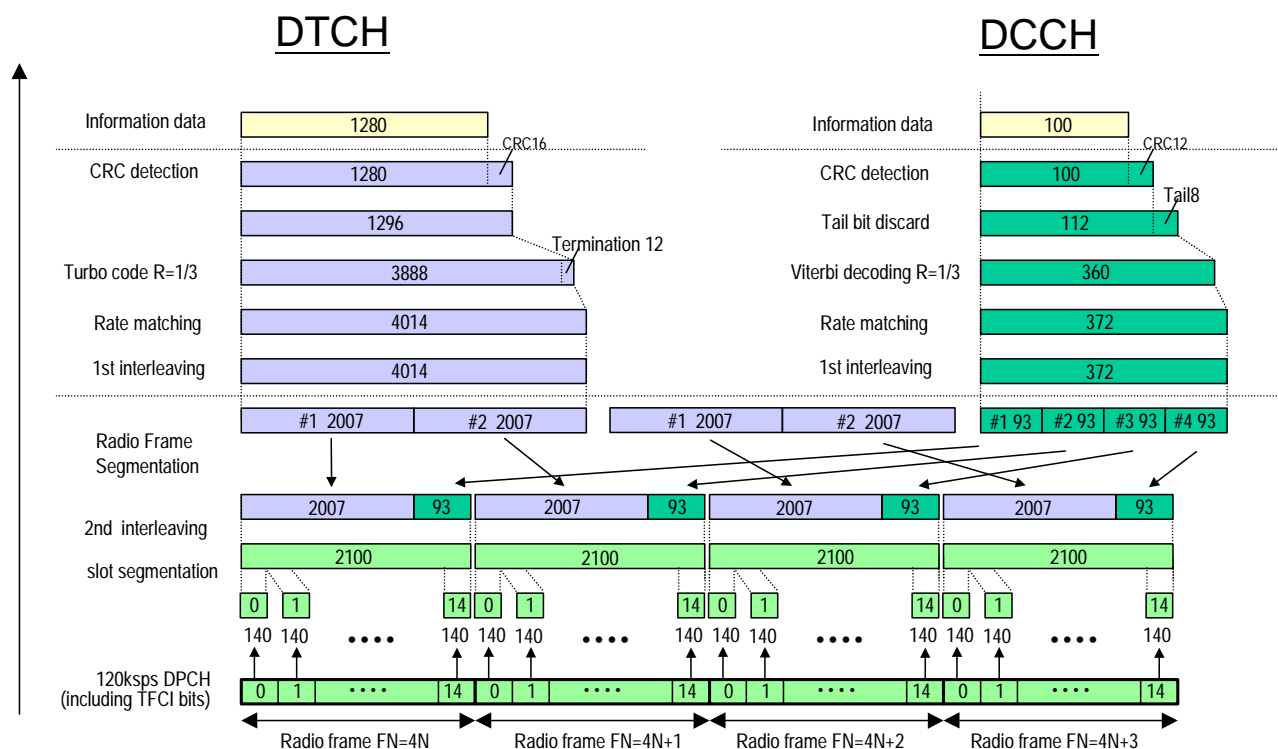 DTCH DCCH
Information data 1280 Information data 100
CRC16 CRC12
CRC detection 1280 CRC detection 100
Tail8
1296 Tail bit discard 112
Termination 12
Turbo code R=1/3 3888 Viterbi decoding R=1/3 360
Rate matching 4014 Rate matching 372
1st interleaving 4014 1st interleaving 372
#1 2007 #2 2007 #1 2007 #2 2007 #1 93 #2 93 #3 93 #4 93
Radio Frame
Segmentation
2007 93 2007 93 2007 93 2007 93
2nd interleaving
2100 2100 2100 2100
slot segmentation
0 1 14 0 1 14 0 1 14 0 1 14
140 140 •••• 140 140 140 •••• 140 140 140 •••• 140 140 140 •••• 140
120ksps DPCH
(including TFCI bits)
0 1 •••• 14 0 1 •••• 14 0 1 •••• 14 0 1 •••• 14
Radio frame FN=4N Radio frame FN=4N+1 Radio frame FN=4N+2 Radio frame FN=4N+3